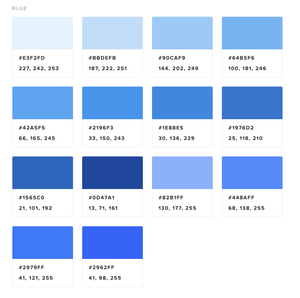 BLUE
#E3F2FD
227, 242, 253
#BBDEFB
187, 222, 251
#90CAF9
144, 202, 249
#64B5F6
100, 181, 246
#42A5F5
66, 165, 245
#2196F3
33, 150, 243
#1E88E5
30, 136, 229
#1976D2
25, 118, 210
#1565C0
21, 101, 192
#0D47A1
13, 71, 161
#82B1FF
130, 177, 255
#448AFF
68, 138, 255
#2979FF
41, 121, 255
#2962FF
41, 98, 255